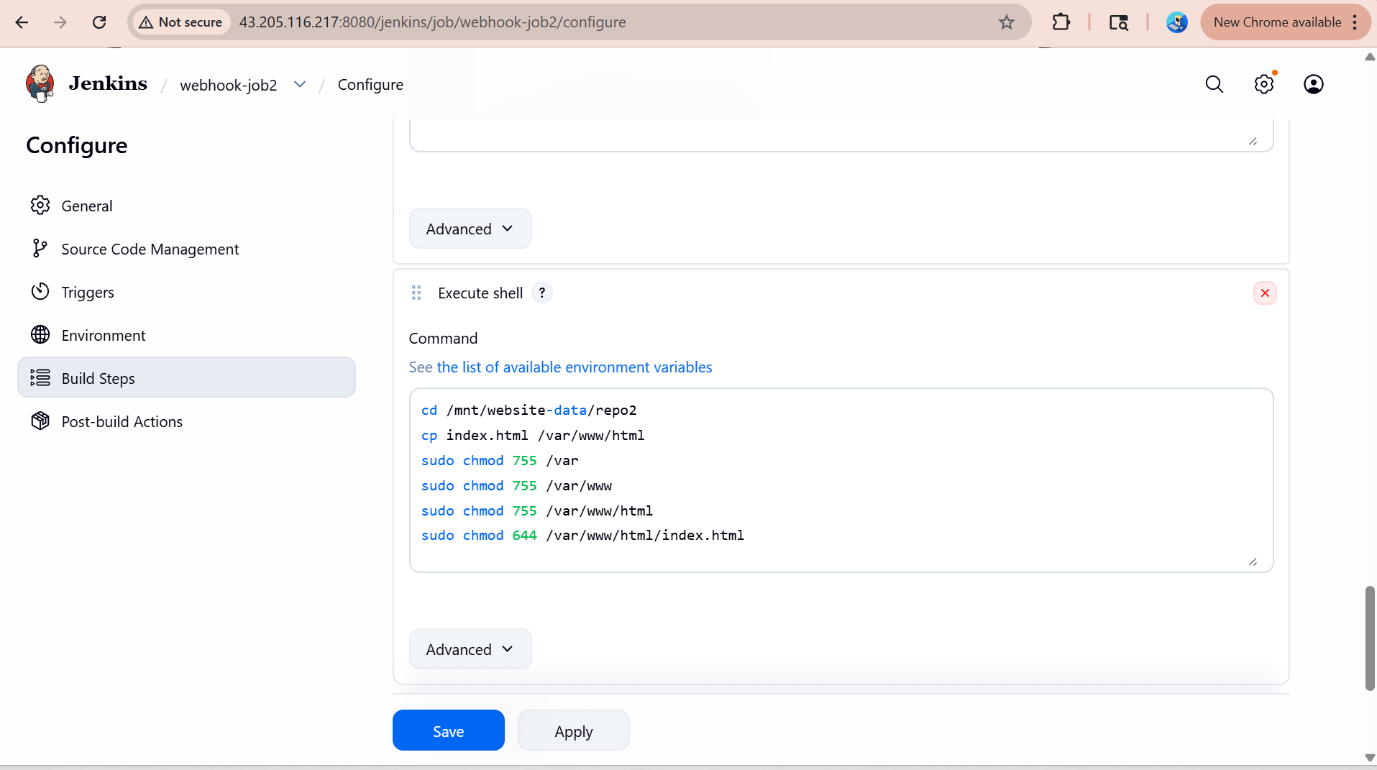 Not secure 43.205.116.217:8080/jenkins/job/webhook-job2/configure New Chrome available
Jenkins / webhook-job2 / Configure
Configure
General
Source Code Management
Triggers
Environment
Build Steps
Post-build Actions
Advanced
Execute shell ?
Command
See the list of available environment variables
cd /mnt/website-data/repo2
cp index.html /var/www/html
sudo chmod 755 /var
sudo chmod 755 /var/www
sudo chmod 755 /var/www/html
sudo chmod 644 /var/www/html/index.html
Advanced
Save Apply